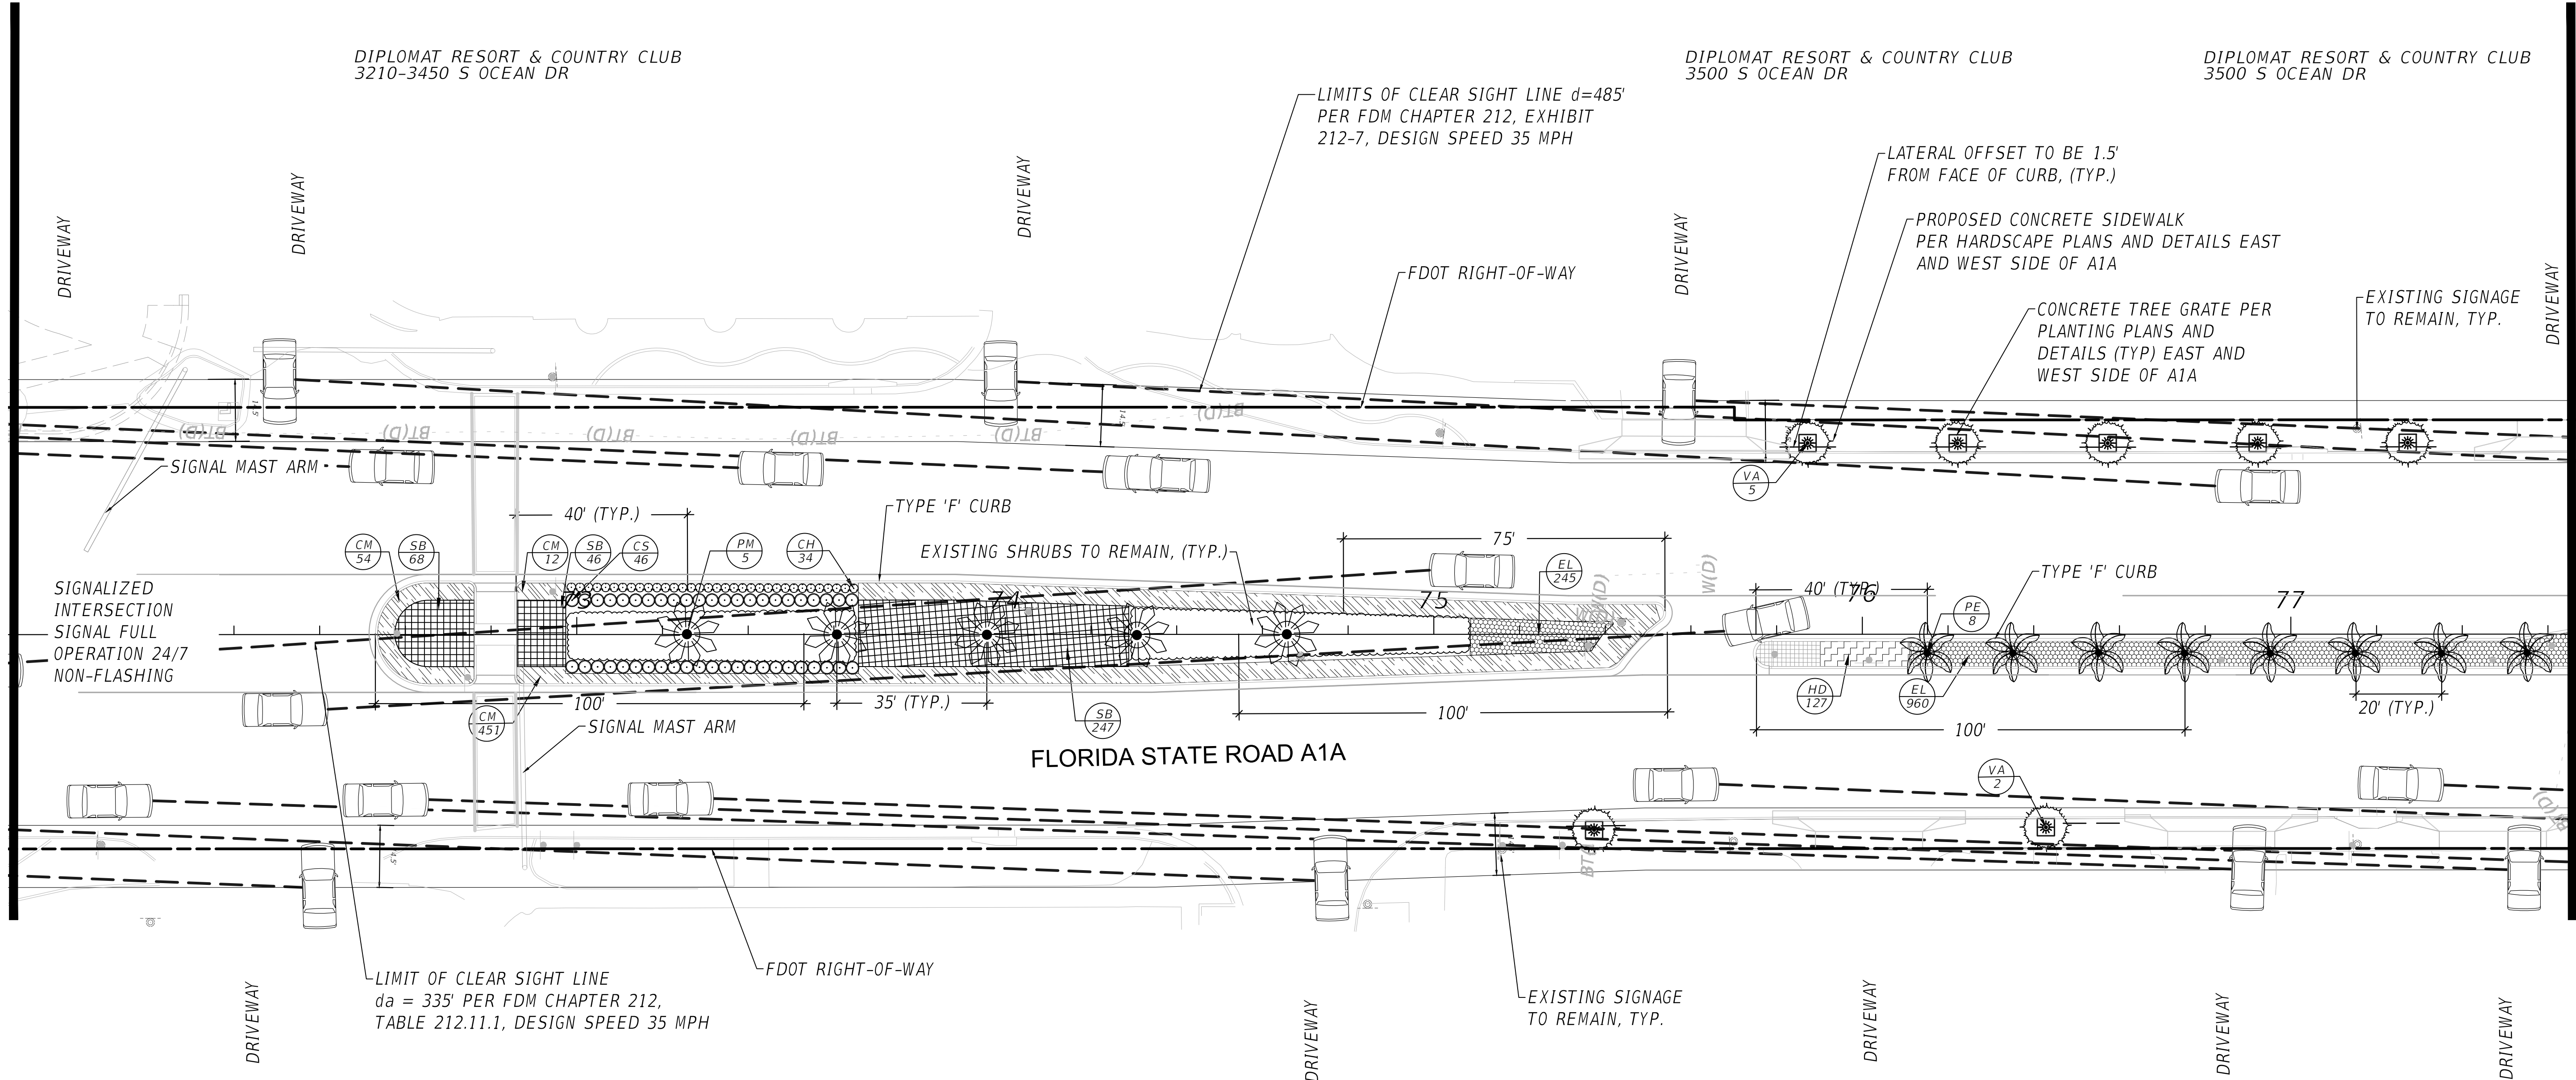 DIPLOMAT RESORT & COUNTRY CLUB
3210-3450 S OCEAN DR
DIPLOMAT RESORT & COUNTRY CLUB
3500 S OCEAN DR
DIPLOMAT RESORT & COUNTRY CLUB
3500 S OCEAN DR
LIMITS OF CLEAR SIGHT LINE d=485'
PER FDM CHAPTER 212, EXHIBIT
212-7, DESIGN SPEED 35 MPH
LATERAL OFFSET TO BE 1.5'
FROM FACE OF CURB, (TYP.)
PROPOSED CONCRETE SIDEWALK
PER HARDSCAPE PLANS AND DETAILS EAST
AND WEST SIDE OF A1A
FDOT RIGHT-OF-WAY
CONCRETE TREE GRATE PER
PLANTING PLANS AND
DETAILS (TYP) EAST AND
WEST SIDE OF A1A
EXISTING SIGNAGE
TO REMAIN, TYP.
DRIVEWAY
DRIVEWAY
DRIVEWAY
DRIVEWAY
DRIVEWAY
BT(D)
BT(D)
BT(D)
BT(D)
BT(D)
BT(D)
14.5'
14.5'
SIGNAL MAST ARM
VA
5
40' (TYP.)
TYPE 'F' CURB
EXISTING SHRUBS TO REMAIN, (TYP.)
75'
CM
54
SB
68
CM
12
SB
46
CS
46
PM
5
CH
34
EL
245
W(D)
W(D)
TYPE 'F' CURB
40' (TYP.)
73
74
75
76
77
PE
8
SIGNALIZED
INTERSECTION
SIGNAL FULL
OPERATION 24/7
NON-FLASHING
HD
127
EL
960
100'
35' (TYP.)
100'
20' (TYP.)
100'
CM
451
SB
247
SIGNAL MAST ARM
FLORIDA STATE ROAD A1A
VA
2
FDOT RIGHT-OF-WAY
LIMIT OF CLEAR SIGHT LINE
da = 335' PER FDM CHAPTER 212,
TABLE 212.11.1, DESIGN SPEED 35 MPH
EXISTING SIGNAGE
TO REMAIN, TYP.
DRIVEWAY
DRIVEWAY
DRIVEWAY
DRIVEWAY
DRIVEWAY